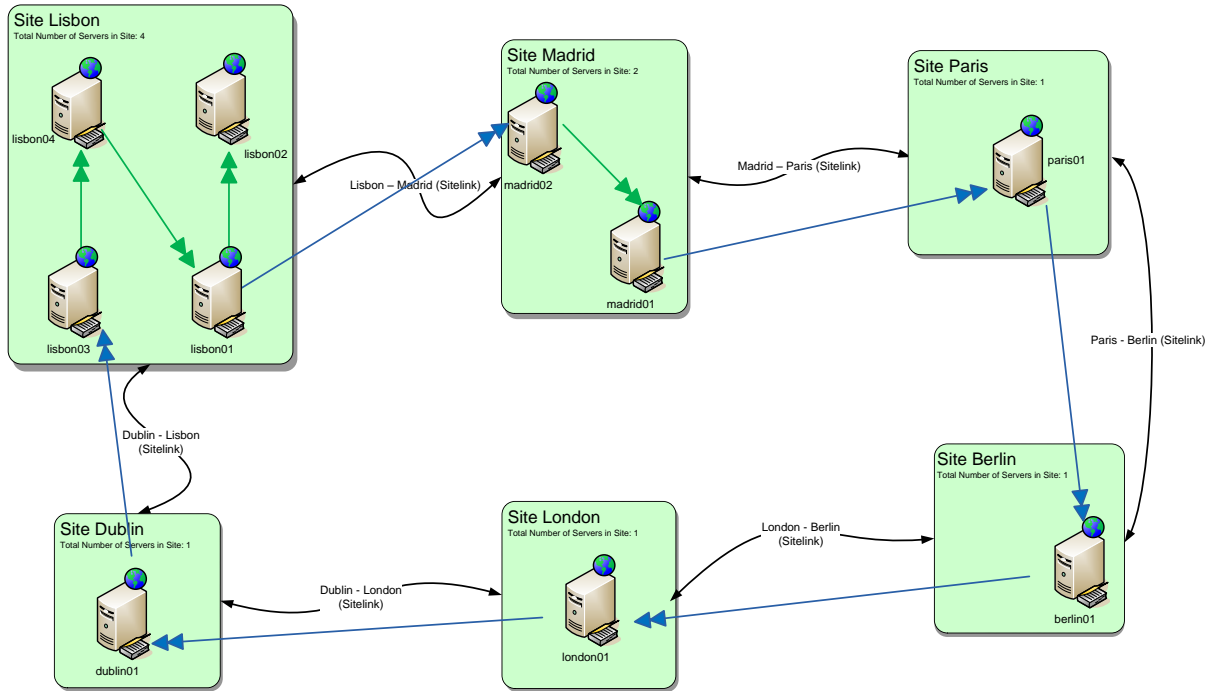 Site Lisbon
Total Number of Servers in Site: 4
lisbon04
lisbon02
lisbon03
lisbon01
Lisbon – Madrid (Sitelink)
Site Madrid
Total Number of Servers in Site: 2
madrid02
madrid01
Madrid – Paris (Sitelink)
Site Paris
Total Number of Servers in Site: 1
paris01
Paris - Berlin (Sitelink)
Dublin - Lisbon
(Sitelink)
Site Dublin
Total Number of Servers in Site: 1
dublin01
Dublin - London
(Sitelink)
Site London
Total Number of Servers in Site: 1
london01
London - Berlin
(Sitelink)
Site Berlin
Total Number of Servers in Site: 1
berlin01